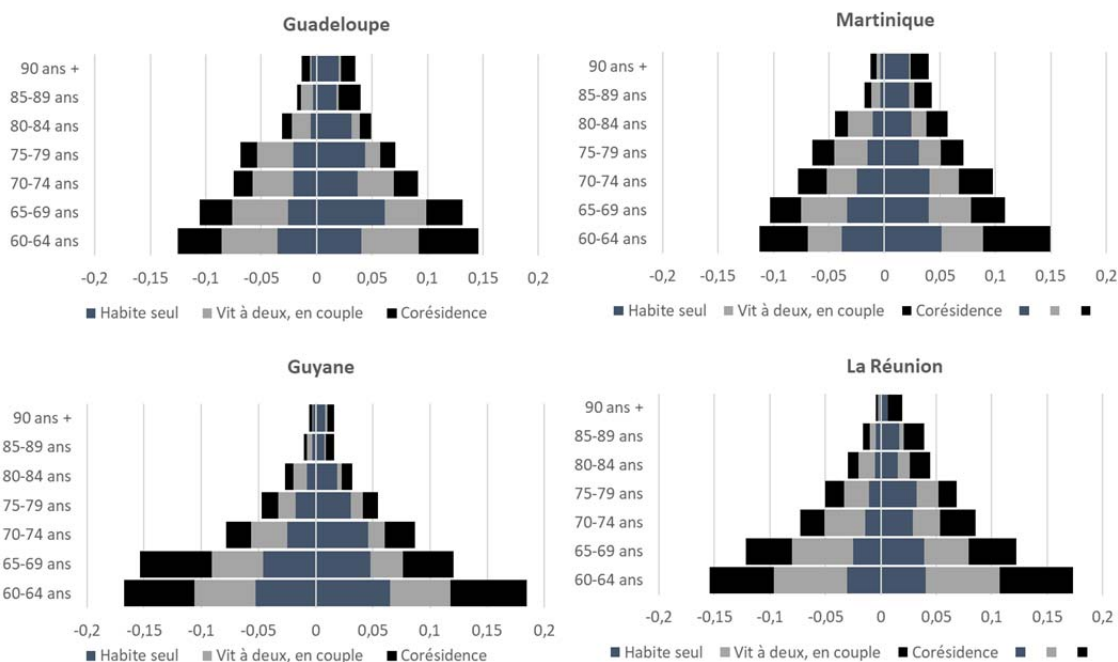 Guadeloupe
90 ans +
85-89 ans
80-84 ans
75-79 ans
70-74 ans
65-69 ans
60-64 ans
-0,2 -0,15 -0,1 -0,05 0 0,05 0,1 0,15 0,2
Habite seul Vit à deux, en couple Corésidence
Martinique
90 ans +
85-89 ans
80-84 ans
75-79 ans
70-74 ans
65-69 ans
60-64 ans
-0,2 -0,15 -0,1 -0,05 0 0,05 0,1 0,15 0,2
Habite seul Vit à deux, en couple Corésidence
Guyane
90 ans +
85-89 ans
80-84 ans
75-79 ans
70-74 ans
65-69 ans
60-64 ans
-0,2 -0,15 -0,1 -0,05 0 0,05 0,1 0,15 0,2
Habite seul Vit à deux, en couple Corésidence
La Réunion
90 ans +
85-89 ans
80-84 ans
75-79 ans
70-74 ans
65-69 ans
60-64 ans
-0,2 -0,15 -0,1 -0,05 0 0,05 0,1 0,15 0,2
Habite seul Vit à deux, en couple Corésidence